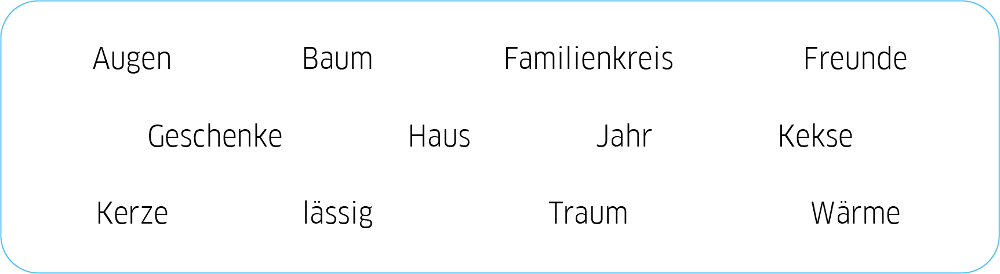 Augen Baum Familienkreis Freunde
Geschenke Haus Jahr Kekse
Kerze lässig Traum Wärme